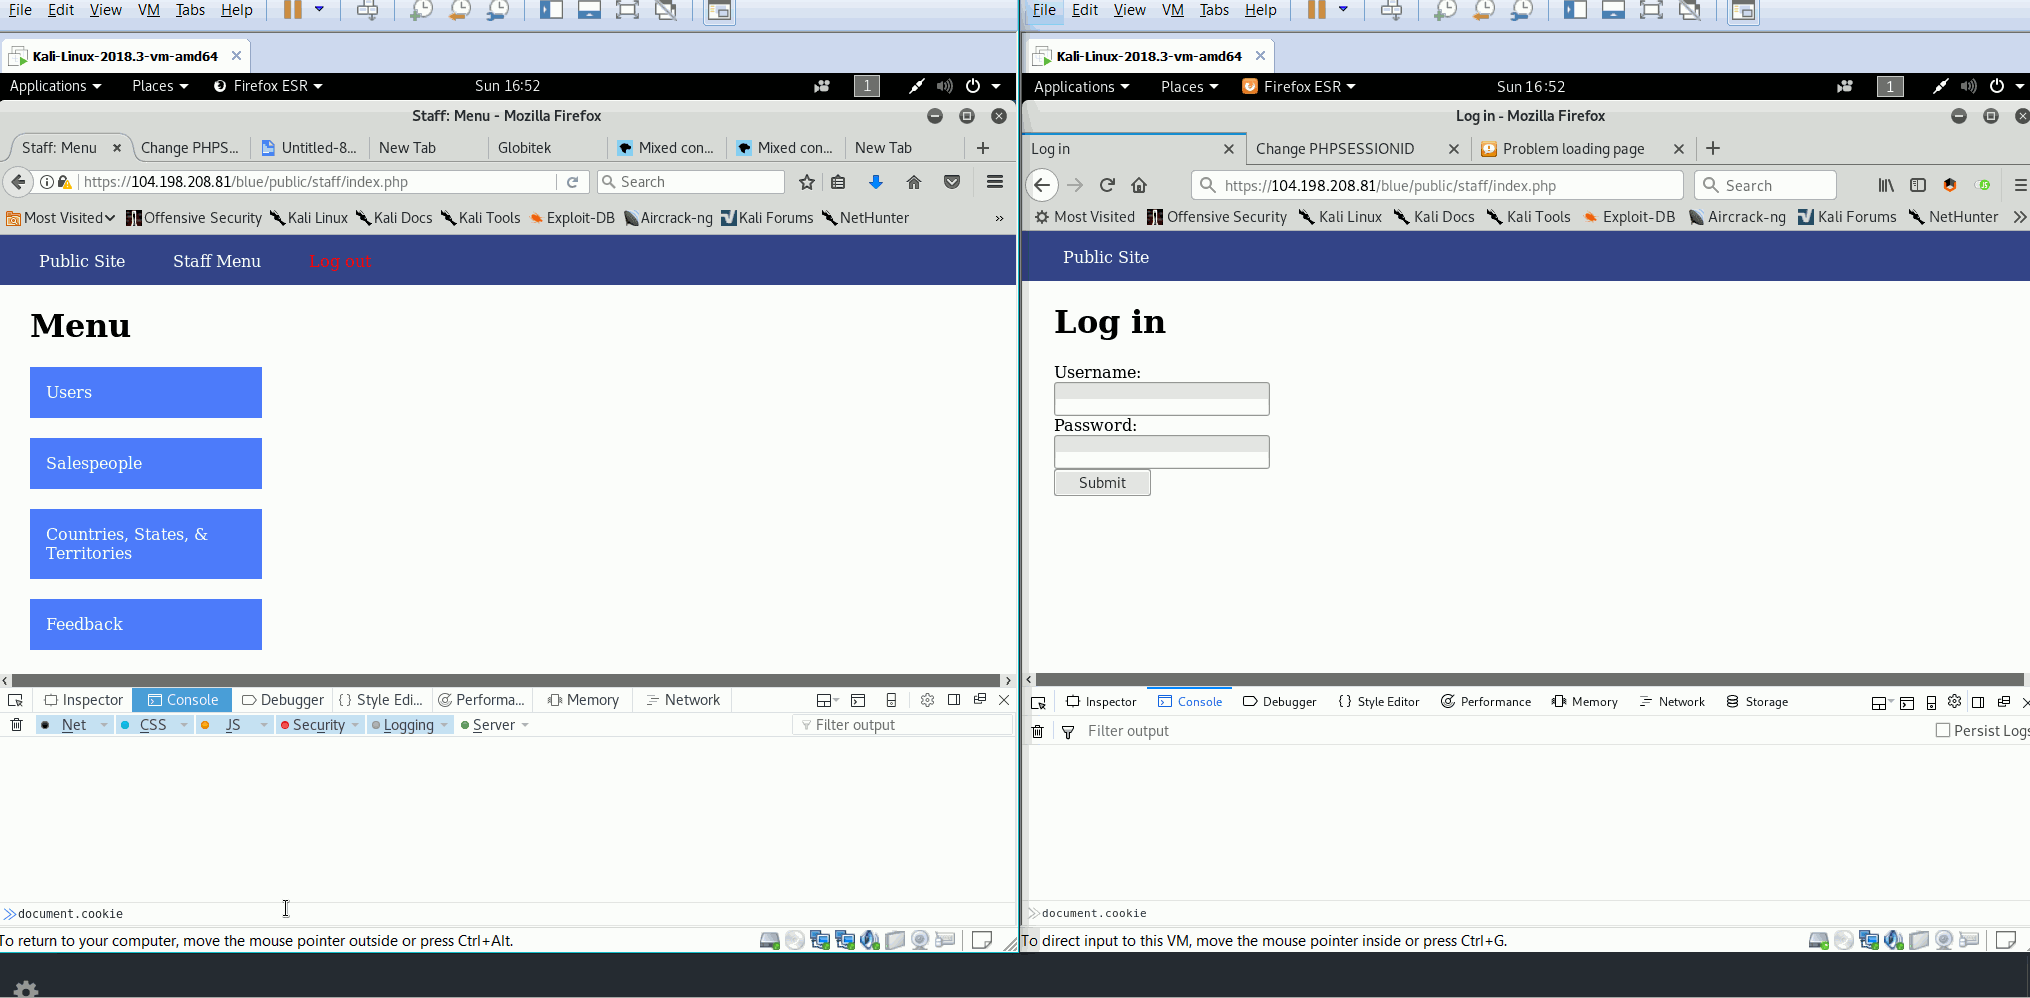 File Edit View VM Tabs Help
Kali-Linux-2018.3-vm-amd64 ×
Applications Places Firefox ESR Sun 16:52 1
Staff: Menu - Mozilla Firefox
Staff: Menu × Change PHPS... Untitled-8... New Tab Globitek Mixed con... Mixed con... New Tab +
https://104.198.208.81/blue/public/staff/index.php Search
Most Visited Offensive Security Kali Linux Kali Docs Kali Tools Exploit-DB Aircrack-ng Kali Forums NetHunter »
Public Site Staff Menu Log out
Menu
Users
Salespeople
Countries, States, &
Territories
Feedback
Inspector Console Debugger { } Style Edi... Performa... Memory Network
Net CSS JS Security Logging Server Filter output
document.cookie
To return to your computer, move the mouse pointer outside or press Ctrl+Alt.
File Edit View VM Tabs Help
Kali-Linux-2018.3-vm-amd64 ×
Applications Places Firefox ESR Sun 16:52 1
Log in - Mozilla Firefox
Log in × Change PHPSESSIONID × Problem loading page × +
https://104.198.208.81/blue/public/staff/index.php Search
Most Visited Offensive Security Kali Linux Kali Docs Kali Tools Exploit-DB Aircrack-ng Kali Forums NetHunter »
Public Site
Log in
Username:
Password:
Submit
Inspector Console Debugger { } Style Editor Performance Memory Network Storage
Filter output Persist Logs
document.cookie
To direct input to this VM, move the mouse pointer inside or press Ctrl+G.